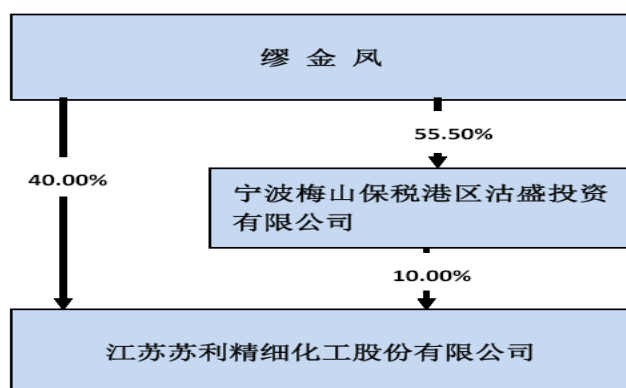 缪 金 凤
55.50%
40.00%
宁波梅山保税港区沽盛投资
有限公司
10.00%
江苏苏利精细化工股份有限公司